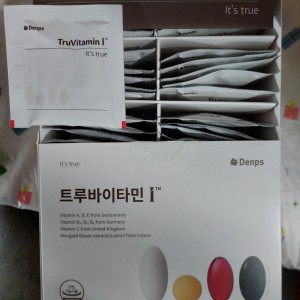 It's true
Denps
TruVitamin I™
It's true
It's true
Denps
트루바이타민 I™
Vitamin A, D, E from Switzerland
Vitamin B₁, B₂, B₆ from Germany
Vitamin C from United Kingdom
Marigold flower extract(Lutein) from France